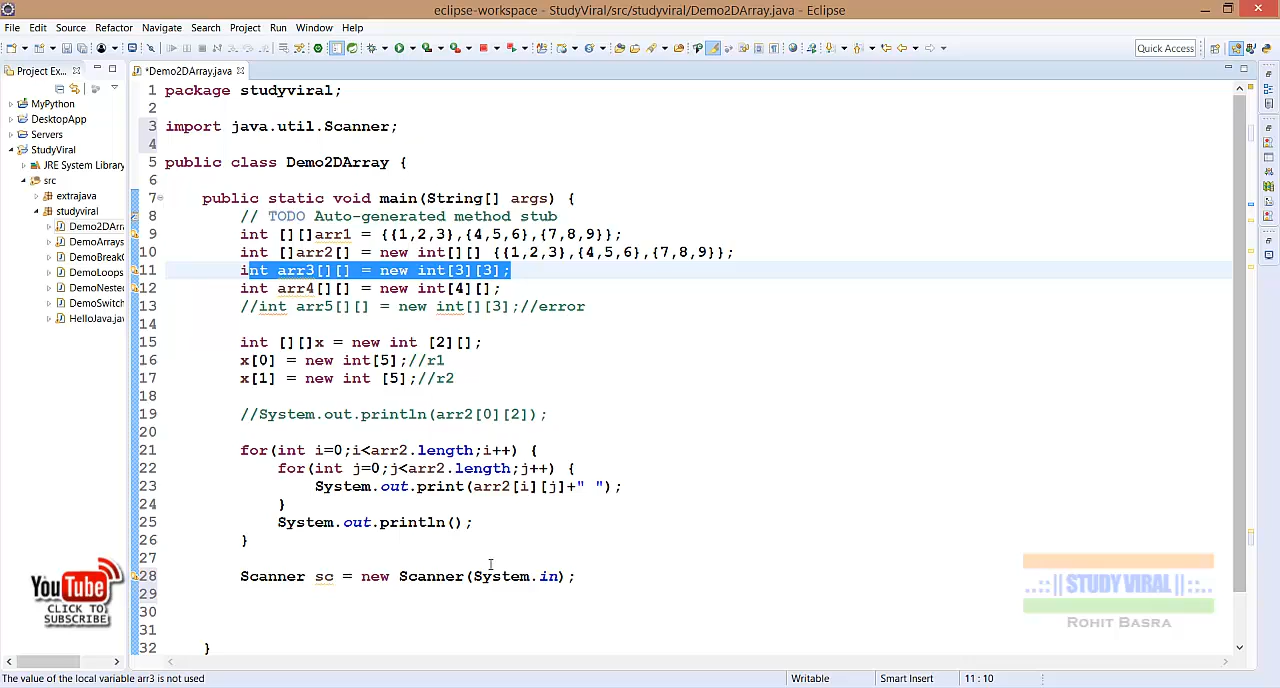 eclipse-workspace - StudyViral/src/studyviral/Demo2DArray.java - Eclipse
File Edit Source Refactor Navigate Search Project Run Window Help
Quick Access
Project Ex...
*Demo2DArray.java
MyPython
DesktopApp
Servers
StudyViral
JRE System Library
src
extrajava
studyviral
Demo2DArra
DemoArrays
DemoBreak
DemoLoops
DemoNeste
DemoSwitch
HelloJava.jav
1 package studyviral;
2
3 import java.util.Scanner;
4
5 public class Demo2DArray {
6
7 public static void main(String[] args) {
8 // TODO Auto-generated method stub
9 int [][]arr1 = {{1,2,3},{4,5,6},{7,8,9}};
10 int []arr2[] = new int[][] {{1,2,3},{4,5,6},{7,8,9}};
11 int arr3[][] = new int[3][3];
12 int arr4[][] = new int[4][];
13 //int arr5[][] = new int[][3];//error
14
15 int [][]x = new int [2][];
16 x[0] = new int[5];//r1
17 x[1] = new int [5];//r2
18
19 //System.out.println(arr2[0][2]);
20
21 for(int i=0;i<arr2.length;i++) {
22 for(int j=0;j<arr2.length;j++) {
23 System.out.print(arr2[i][j]+" ");
24 }
25 System.out.println();
26 }
27
28 Scanner sc = new Scanner(System.in);
29
30
31
32 }
YouTube
CLICK TO
SUBSCRIBE
..::|| STUDY VIRAL ||::..
ROHIT BASRA
The value of the local variable arr3 is not used
Writable
Smart Insert
11 : 10